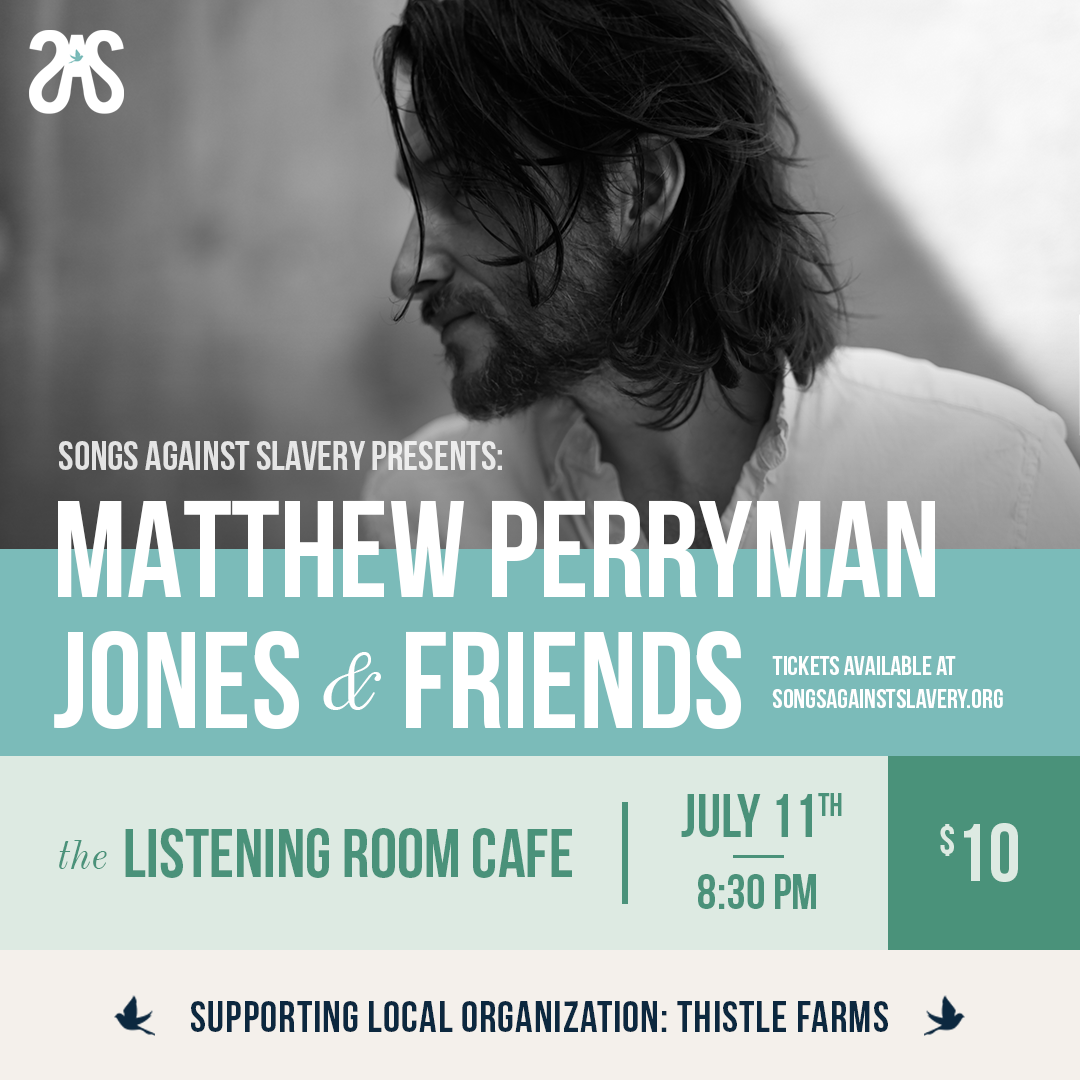 SAS
SONGS AGAINST SLAVERY PRESENTS:
MATTHEW PERRYMAN
JONES & FRIENDS
TICKETS AVAILABLE AT
SONGSAGAINSTSLAVERY.ORG
the LISTENING ROOM CAFE
JULY 11TH
8:30 PM
$10
SUPPORTING LOCAL ORGANIZATION: THISTLE FARMS